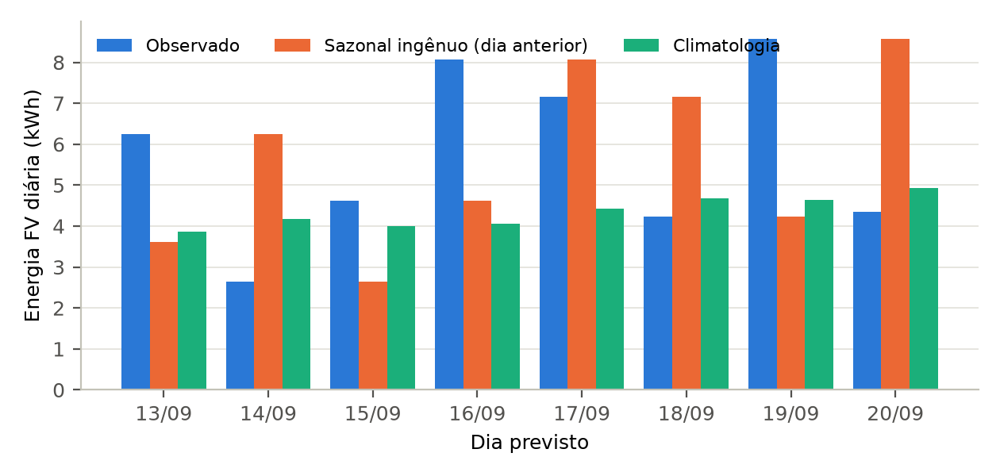 Observado Sazonal ingênuo (dia anterior) Climatologia
Energia FV diária (kWh)
8
7
6
5
4
3
2
1
0
13/09 14/09 15/09 16/09 17/09 18/09 19/09 20/09
Dia previsto